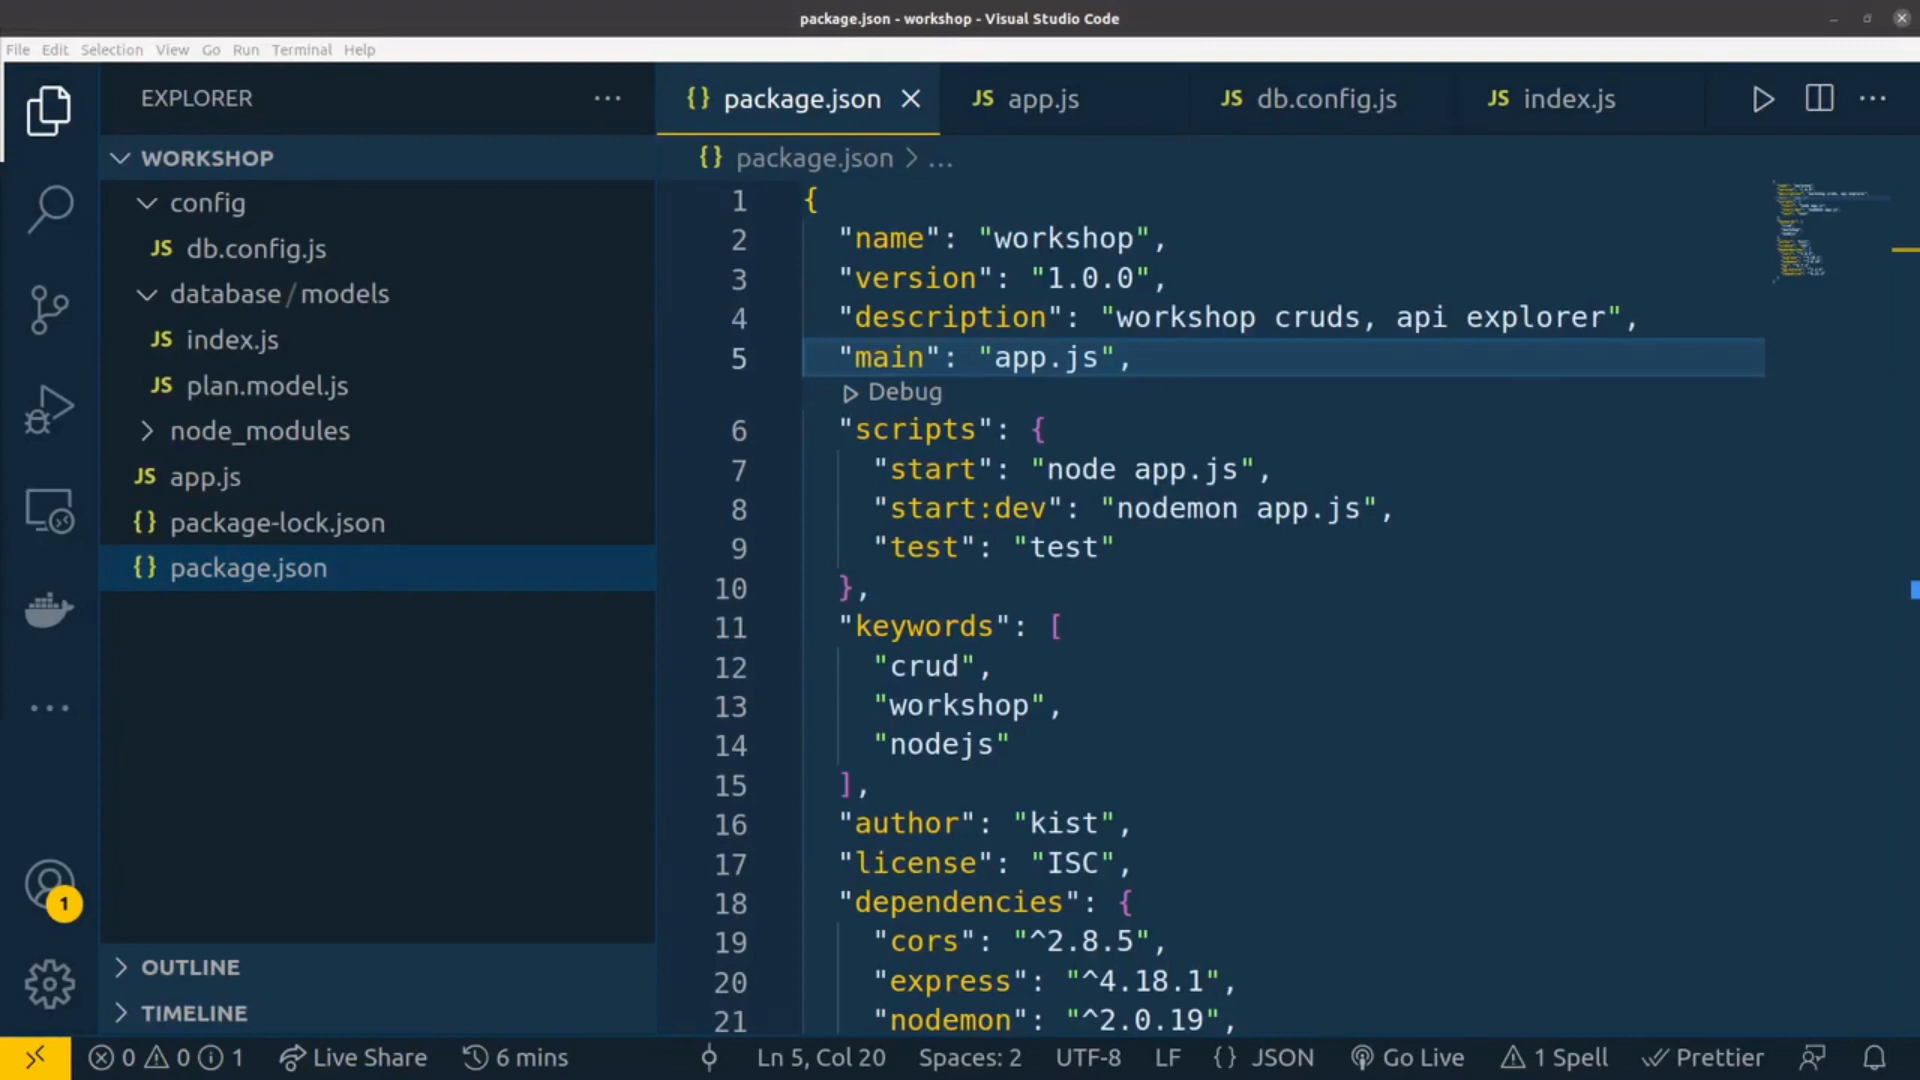 package.json - workshop - Visual Studio Code
File Edit Selection View Go Run Terminal Help
EXPLORER
WORKSHOP
config
JS db.config.js
database / models
JS index.js
JS plan.model.js
node_modules
JS app.js
{} package-lock.json
{} package.json
OUTLINE
TIMELINE
1
{} package.json
JS app.js
JS db.config.js
JS index.js
{} package.json > ...
1 {
2 "name": "workshop",
3 "version": "1.0.0",
4 "description": "workshop cruds, api explorer",
5 "main": "app.js",
Debug
6 "scripts": {
7 "start": "node app.js",
8 "start:dev": "nodemon app.js",
9 "test": "test"
10 },
11 "keywords": [
12 "crud",
13 "workshop",
14 "nodejs"
15 ],
16 "author": "kist",
17 "license": "ISC",
18 "dependencies": {
19 "cors": "^2.8.5",
20 "express": "^4.18.1",
21 "nodemon": "^2.0.19",
0 0 1 Live Share 6 mins Ln 5, Col 20 Spaces: 2 UTF-8 LF {} JSON Go Live 1 Spell Prettier